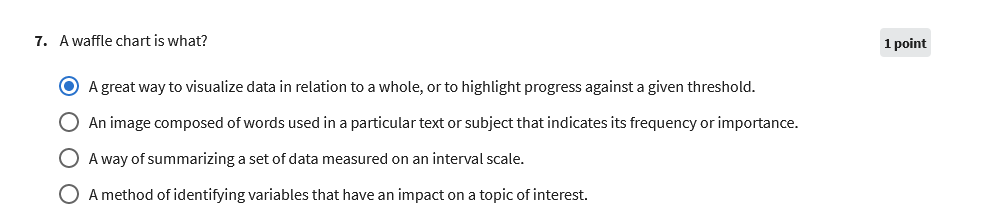 7. A waffle chart is what?
1 point
A great way to visualize data in relation to a whole, or to highlight progress against a given threshold.
An image composed of words used in a particular text or subject that indicates its frequency or importance.
A way of summarizing a set of data measured on an interval scale.
A method of identifying variables that have an impact on a topic of interest.